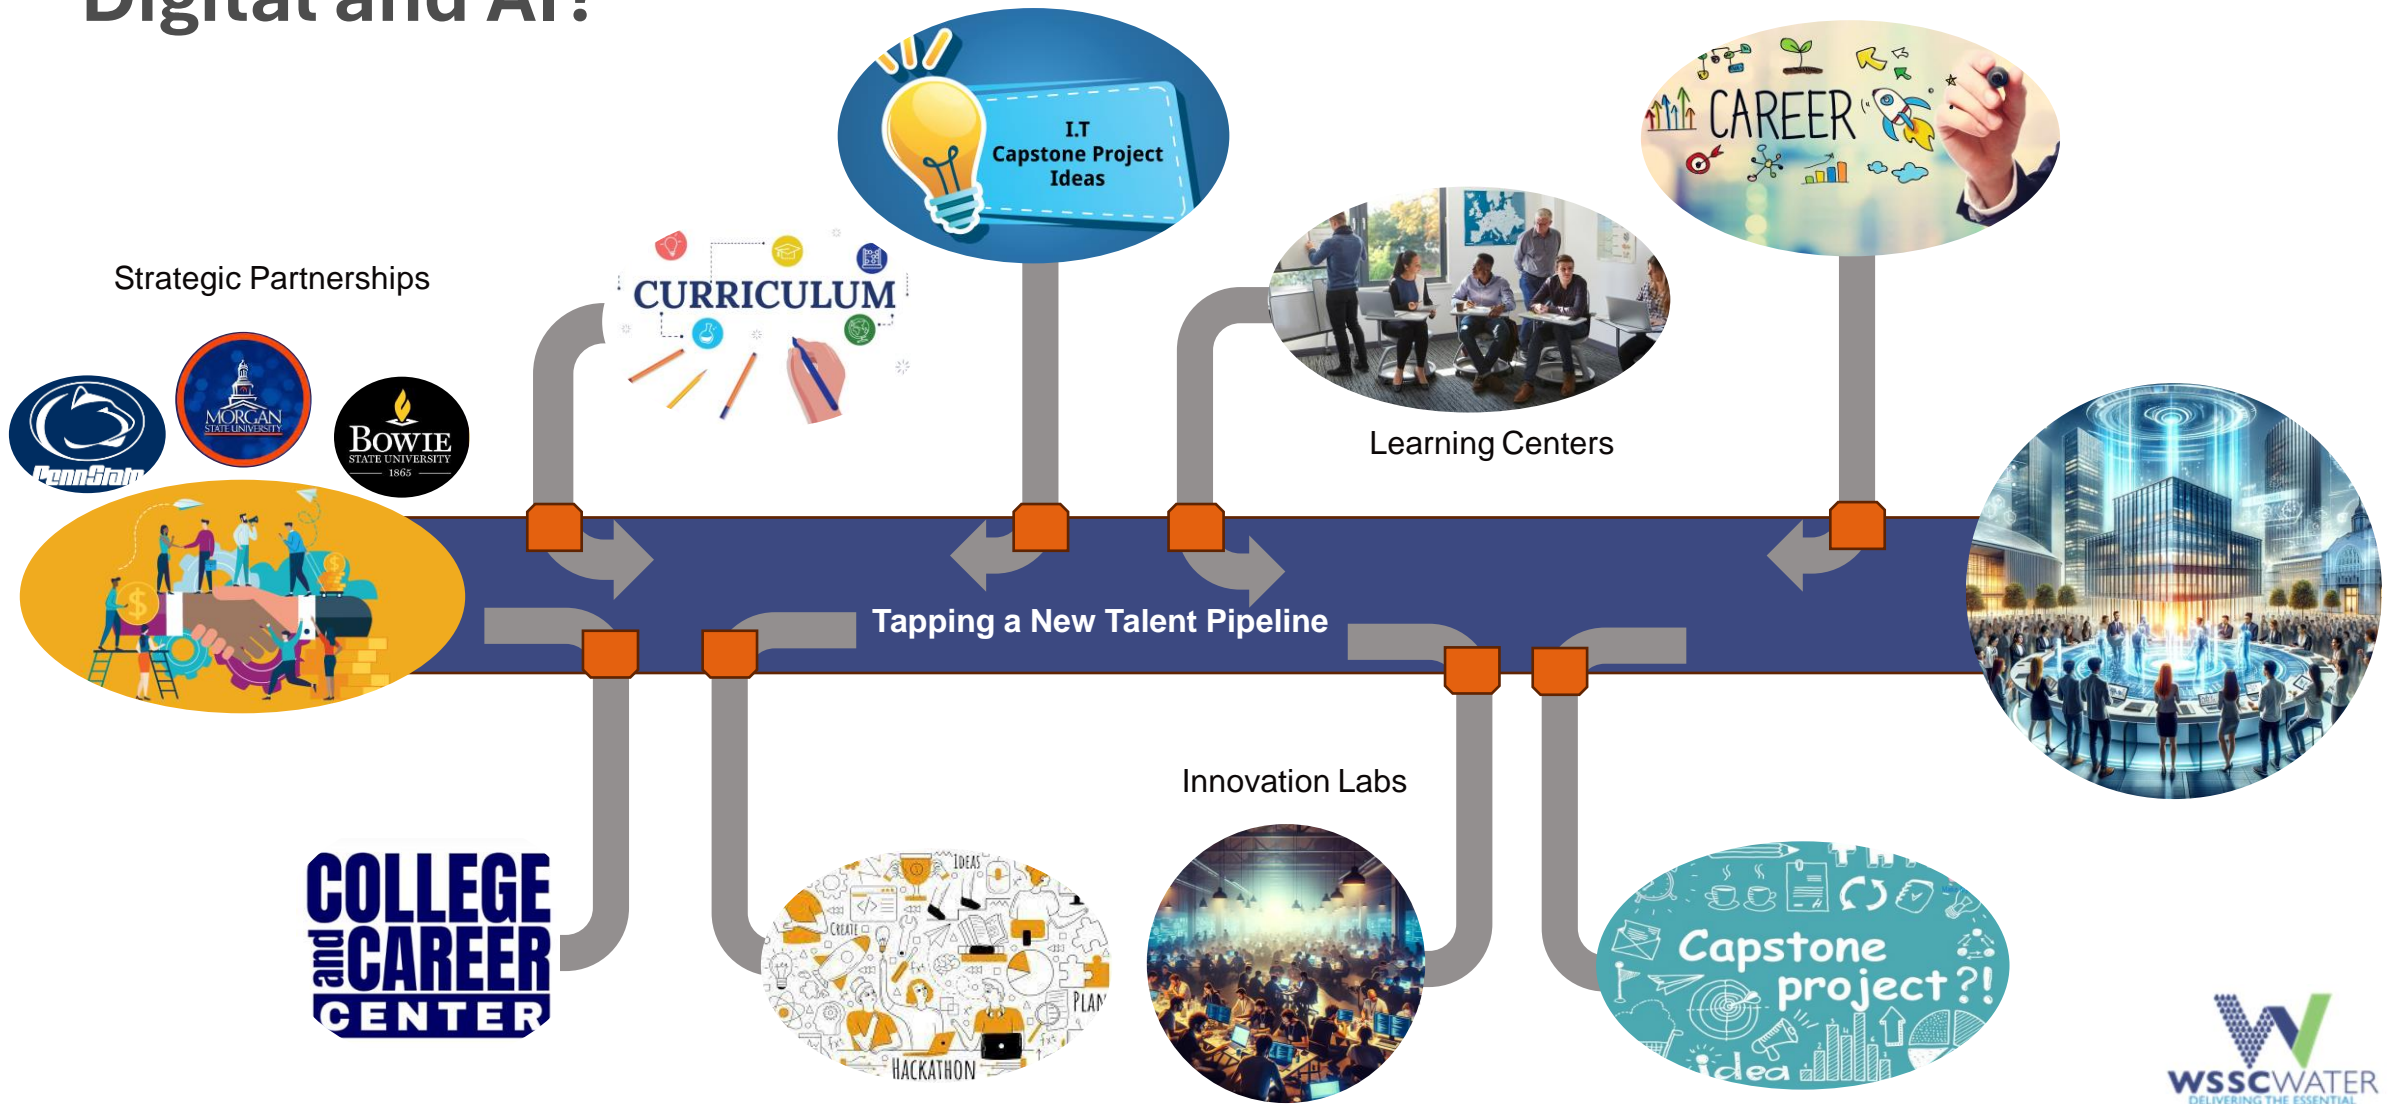 Digital and AI?
I.T
Capstone Project
Ideas
CAREER
Strategic Partnerships
CURRICULUM
MORGAN
STATE UNIVERSITY
PennState
BOWIE
STATE UNIVERSITY
1865
Learning Centers
Tapping a New Talent Pipeline
Innovation Labs
COLLEGE
and
CAREER
CENTER
IDEAS
CREATE
PLAN
HACKATHON
Capstone
project?!
idea
WSSCWATER
DELIVERING THE ESSENTIAL